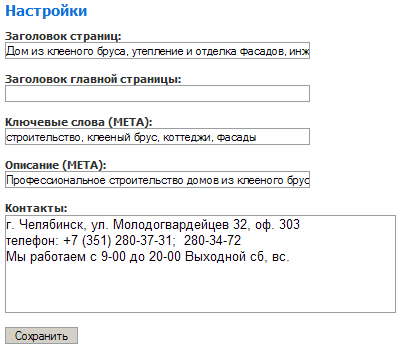 Настройки
Заголовок страниц:
Дом из клееного бруса, утепление и отделка фасадов, инж
Заголовок главной страницы:
Ключевые слова (META):
строительство, клееный брус, коттеджи, фасады
Описание (META):
Профессиональное строительство домов из клееного брус
Контакты:
г. Челябинск, ул. Молодогвардейцев 32, оф. 303
телефон: +7 (351) 280-37-31;  280-34-72
Мы работаем с 9-00 до 20-00 Выходной сб, вс.
Сохранить